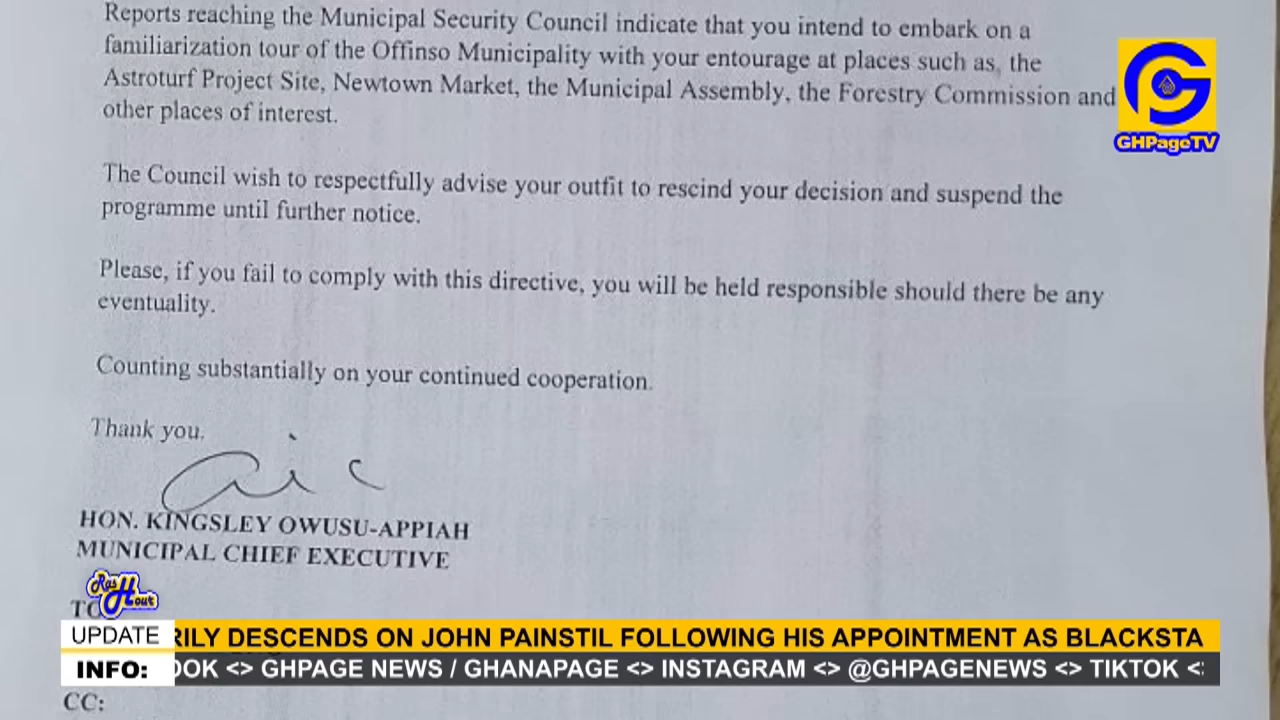 Reports reaching the Municipal Security Council indicate that you intend to embark on a
familiarization tour of the Offinso Municipality with your entourage at places such as, the
Astroturf Project Site, Newtown Market, the Municipal Assembly, the Forestry Commission and
other places of interest.
GHPageTV
The Council wish to respectfully advise your outfit to rescind your decision and suspend the
programme until further notice.
Please, if you fail to comply with this directive, you will be held responsible should there be any
eventuality.
Counting substantially on your continued cooperation.
Thank you.
HON. KINGSLEY OWUSU-APPIAH
MUNICIPAL CHIEF EXECUTIVE
Ras Hout
UPDATE RILY DESCENDS ON JOHN PAINSTIL FOLLOWING HIS APPOINTMENT AS BLACKSTA
INFO: OOK <> GHPAGE NEWS / GHANAPAGE <> INSTAGRAM <> @GHPAGENEWS <> TIKTOK <
CC: